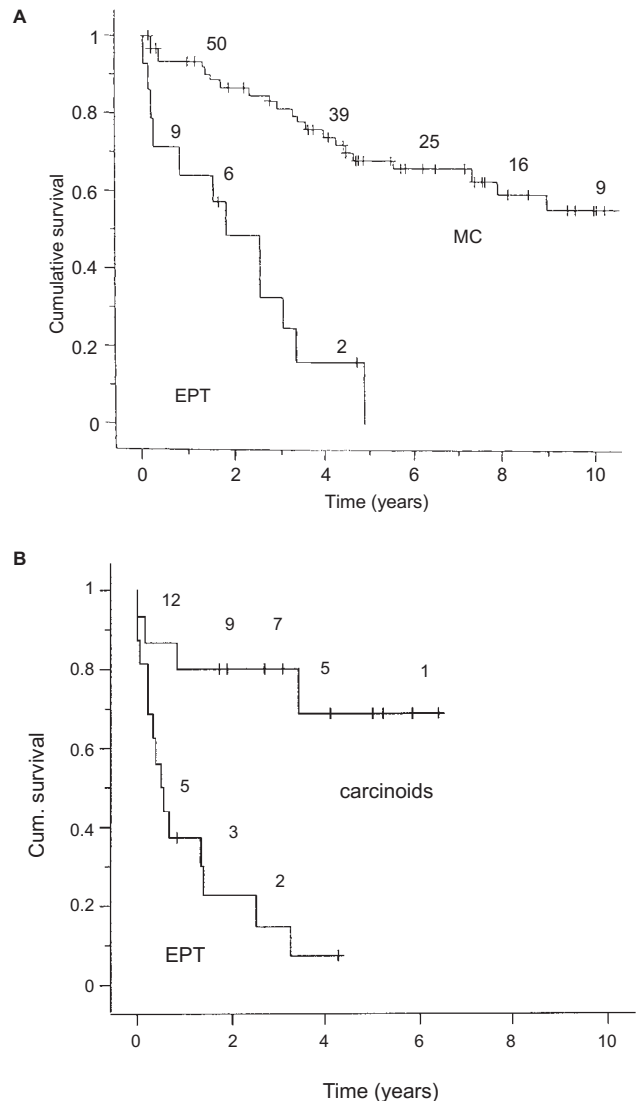 A
1
0.8
0.6
0.4
0.2
0
Cumulative survival
50
39
25
16
9
9
6
2
MC
EPT
0 2 4 6 8 10
Time (years)
B
1
0.8
0.6
0.4
0.2
0
Cum. survival
12
9
7
5
1
5
3
2
carcinoids
EPT
0 2 4 6 8 10
Time (years)